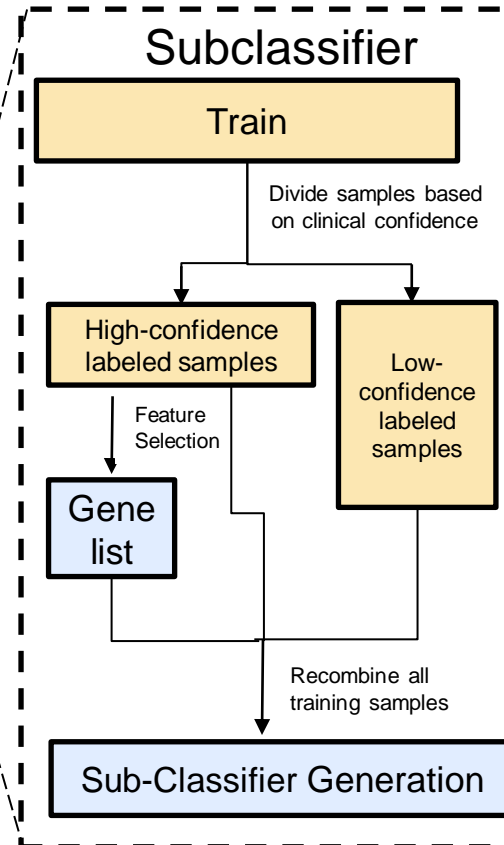 Subclassifier
Train
Divide samples based
on clinical confidence
High-confidence
labeled samples
Low-
confidence
labeled
samples
Feature
Selection
Gene
list
Recombine all
training samples
Sub-Classifier Generation